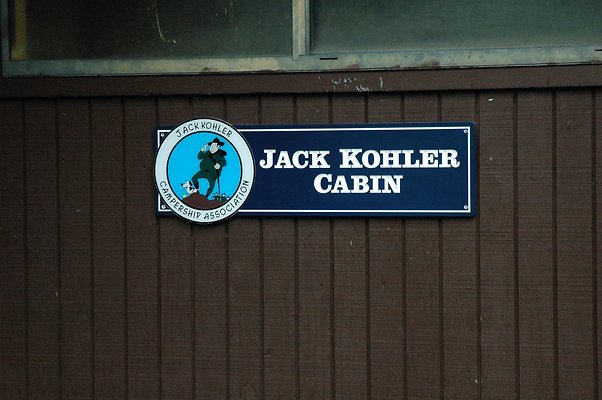 JACK KOHLER
CAMPERSHIP ASSOCIATION
JACK KOHLER
CABIN